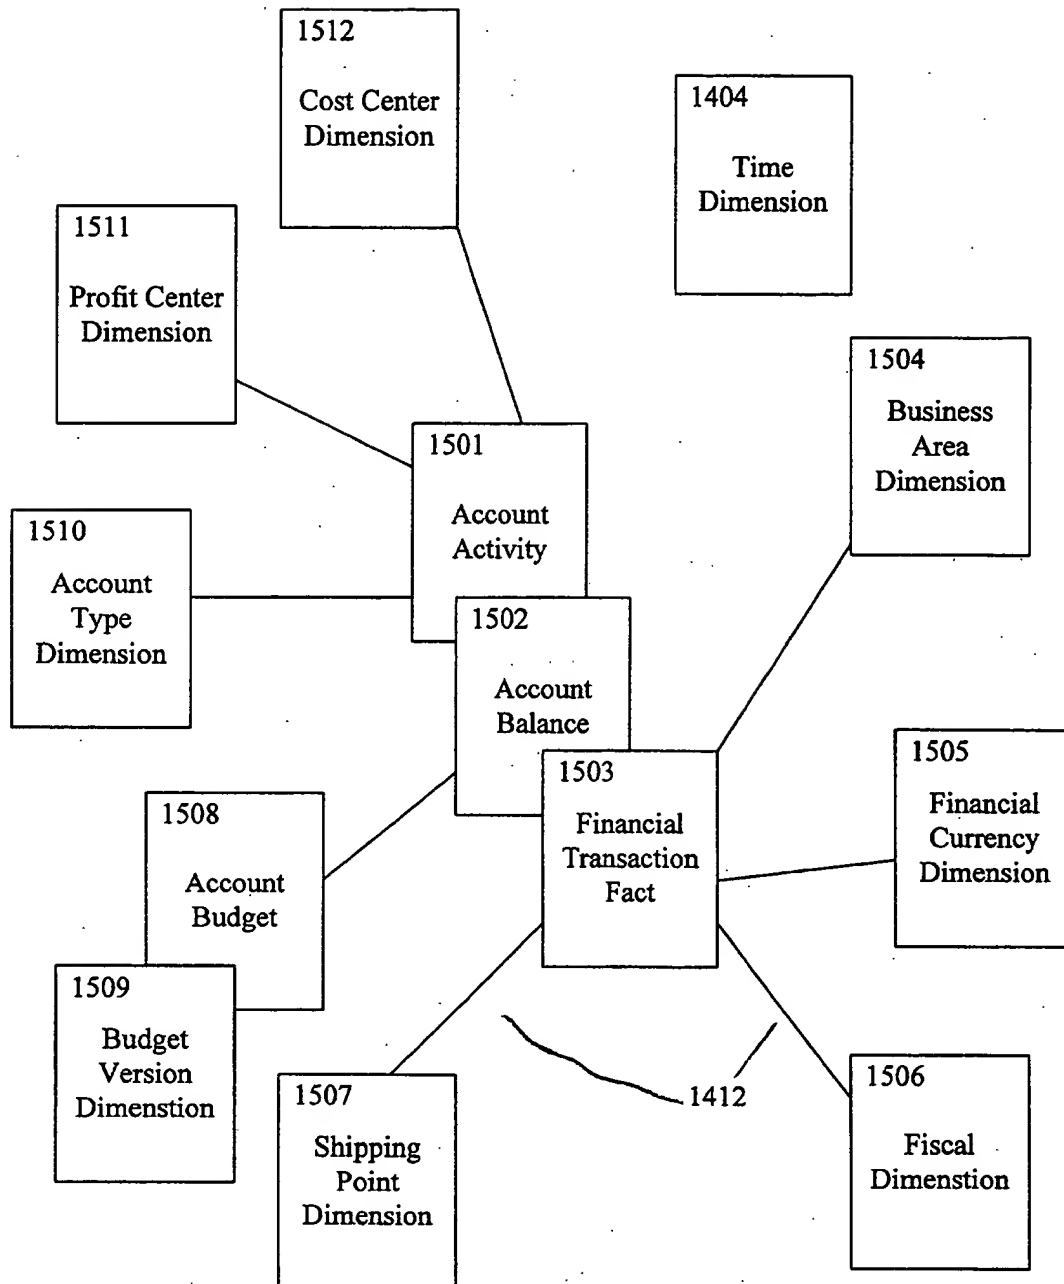 1512
Cost Center
Dimension
1404
Time
Dimension
1511
Profit Center
Dimension
1504
Business
Area
Dimension
1501
Account
Activity
1510
Account
Type
Dimension
1502
Account
Balance
1503
Financial
Transaction
Fact
1505
Financial
Currency
Dimension
1508
Account
Budget
1509
Budget
Version
Dimenstion
1507
Shipping
Point
Dimension
1412
1506
Fiscal
Dimenstion